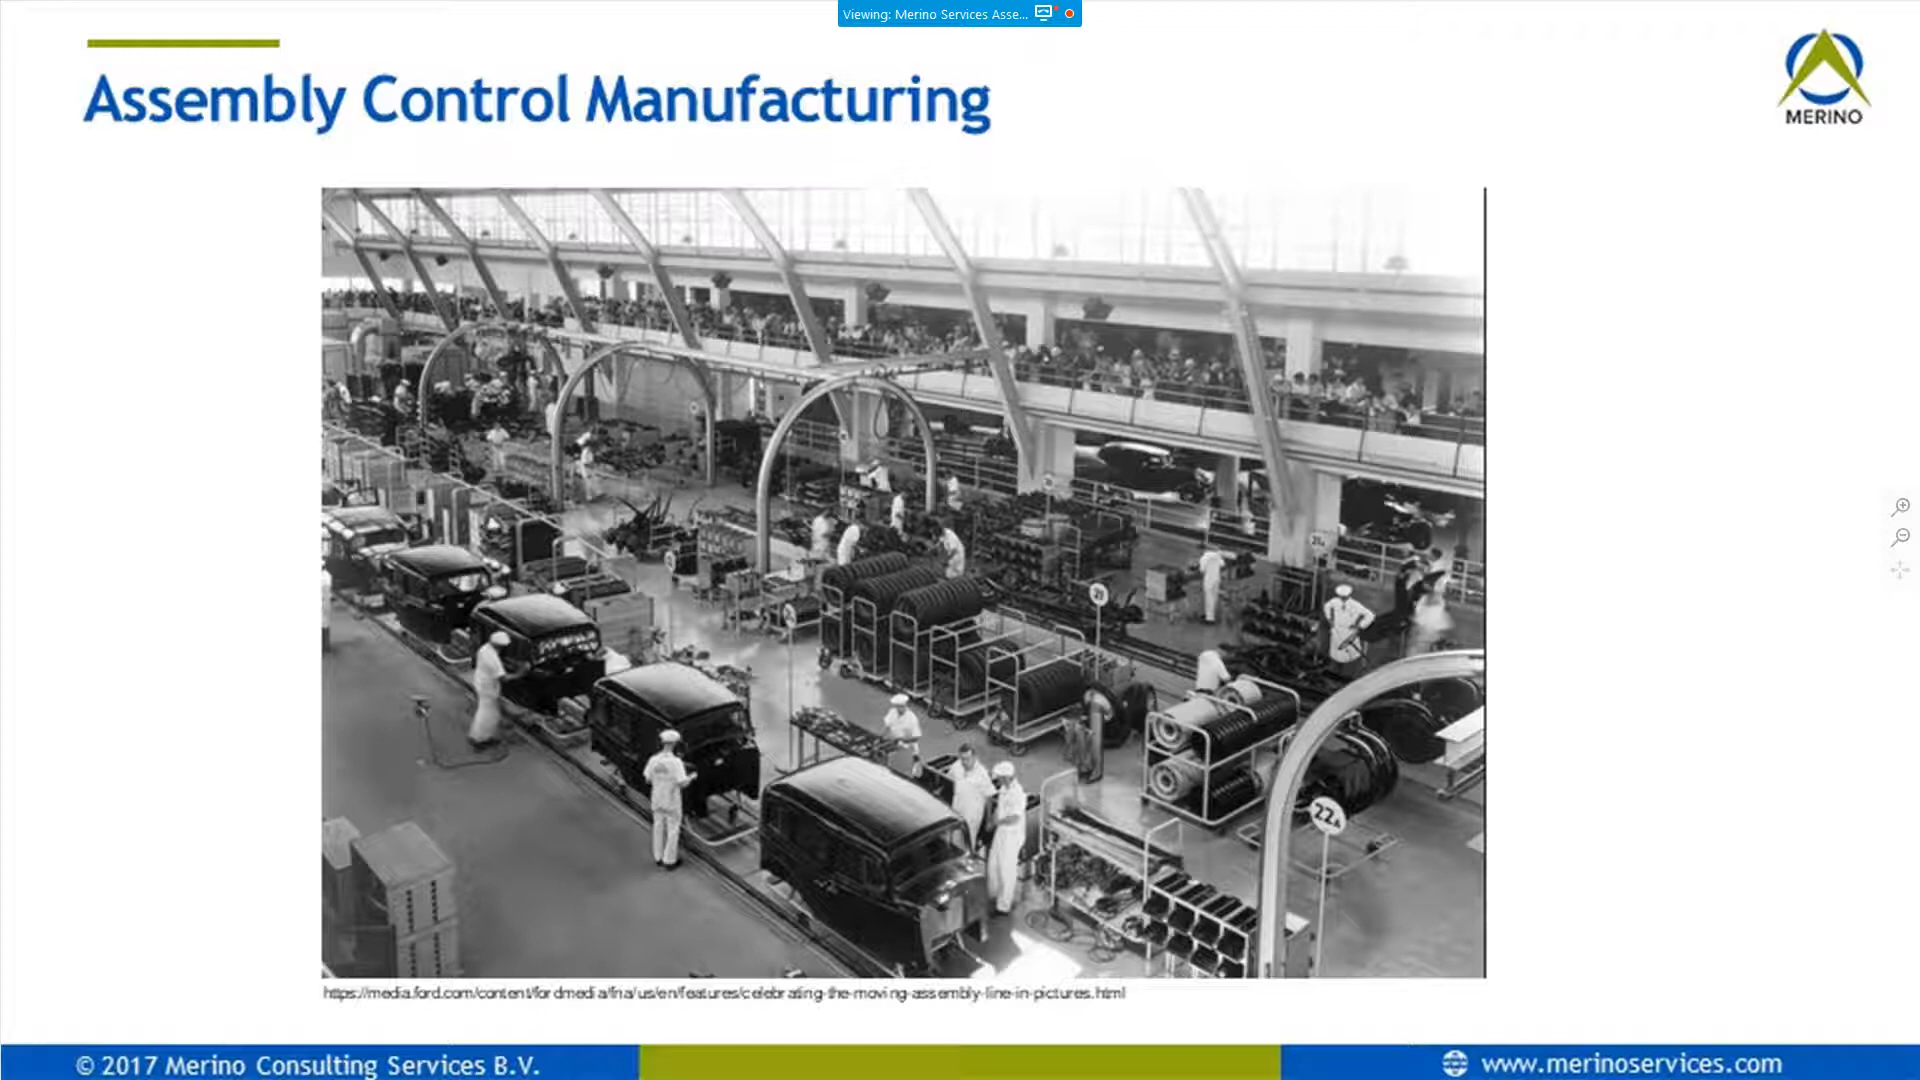 Viewing: Merino Services Asse...
Assembly Control Manufacturing
MERINO
21
22A
https://media.ford.com/content/fordmedia/fna/us/en/features/celebrating-the-moving-assembly-line-in-pictures.html
© 2017 Merino Consulting Services B.V.
www.merinoservices.com